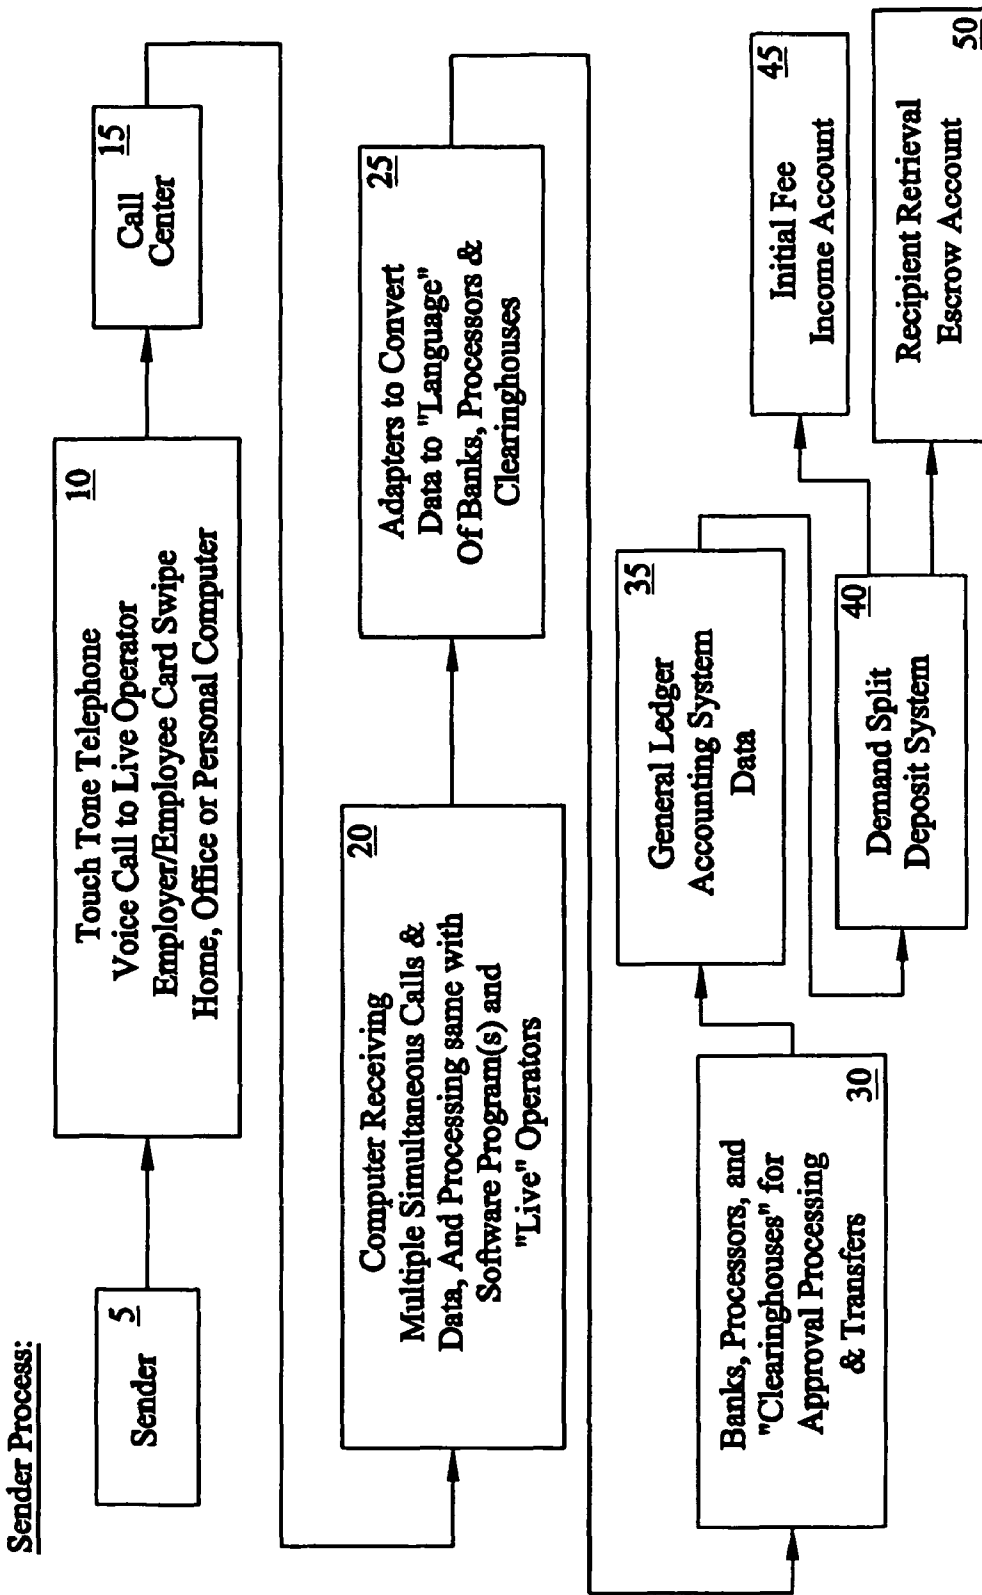 Sender Process:
5
Sender
10
Touch Tone Telephone
Voice Call to Live Operator
Employer/Employee Card Swipe
Home, Office or Personal Computer
15
Call
Center
20
Computer Receiving
Multiple Simultaneous Calls &
Data, And Processing same with
Software Program(s) and
"Live" Operators
25
Adapters to Convert
Data to "Language"
Of Banks, Processors &
Clearinghouses
Banks, Processors, and
"Clearinghouses" for
Approval Processing
& Transfers
30
35
General Ledger
Accounting System
Data
40
Demand Split
Deposit System
45
Initial Fee
Income Account
Recipient Retrieval
Escrow Account
50